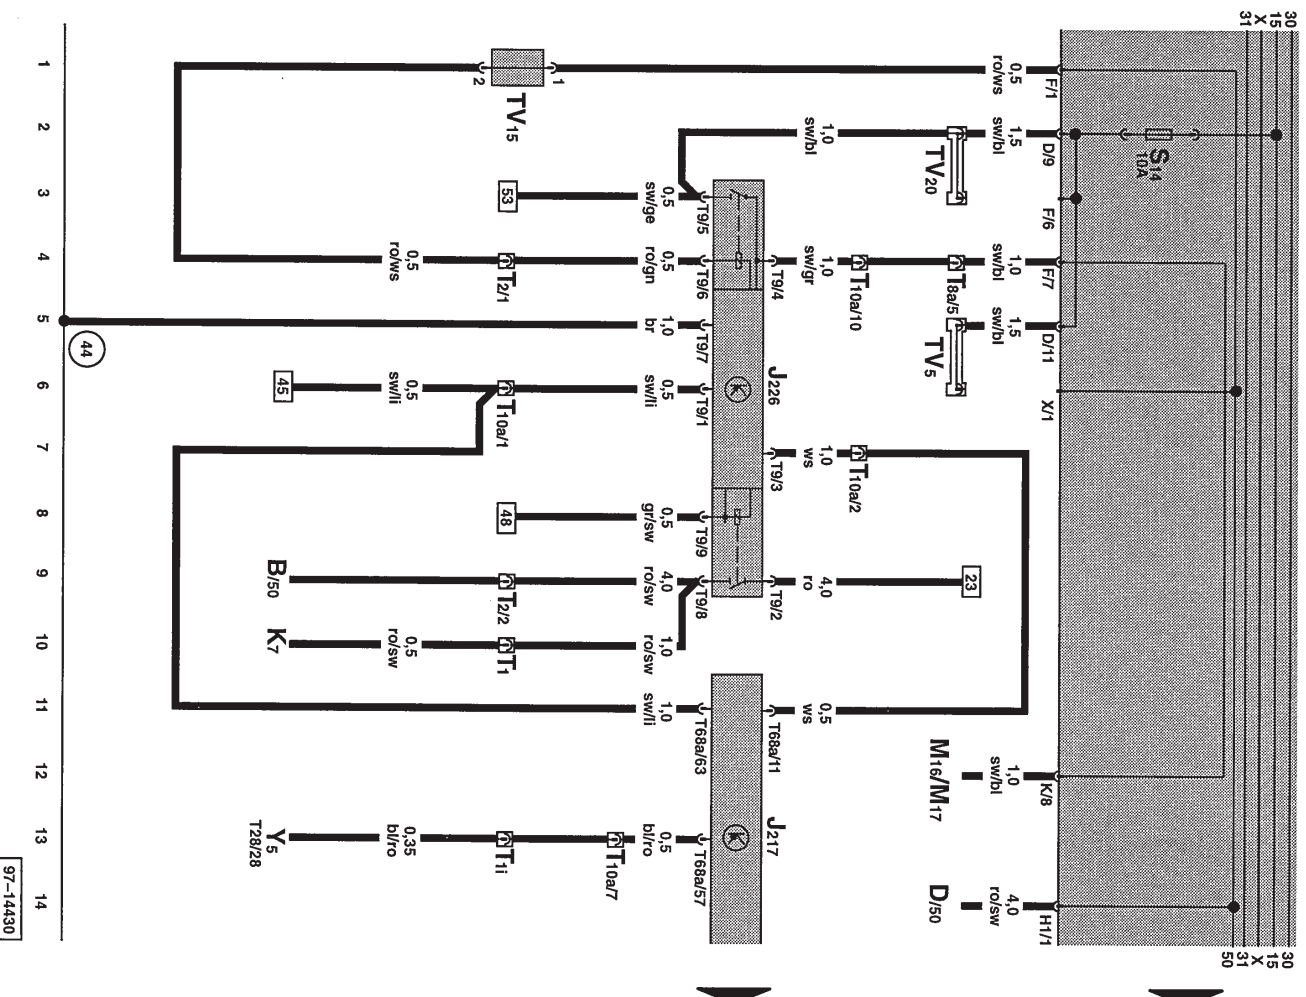 30
15
X
31
F/1
D/9
F/6
F/7
D/11
X/1
K/8
H1/1
30
15
X
31
50
S14
10A
0,5
ro/ws
1,5
sw/bl
1,0
sw/bl
1,5
sw/bl
1,0
sw/bl
4,0
ro/sw
TV20
T8a/5
TV5
M16/M17
D/50
23
1,0
sw/bl
1,0
sw/gr
T10a/10
1,0
ws
T10a/2
4,0
ro
0,5
ws
T9/4
T9/3
T9/2
T68a/11
J226
J217
T9/5
T9/6
T9/7
T9/1
T9/9
T9/8
T68a/63
T68a/57
0,5
sw/ge
0,5
ro/gn
1,0
br
0,5
sw/li
0,5
gr/sw
4,0
ro/sw
1,0
ro/sw
1,0
sw/li
0,5
bl/ro
T10a/7
1
2
TV15
53
T2/1
T10a/1
48
T2/2
T1
T1i
0,5
ro/ws
0,5
sw/li
0,5
ro/sw
0,35
bl/ro
45
B/50
K7
Y5
T28/28
44
1
2
3
4
5
6
7
8
9
10
11
12
13
14
97-14430